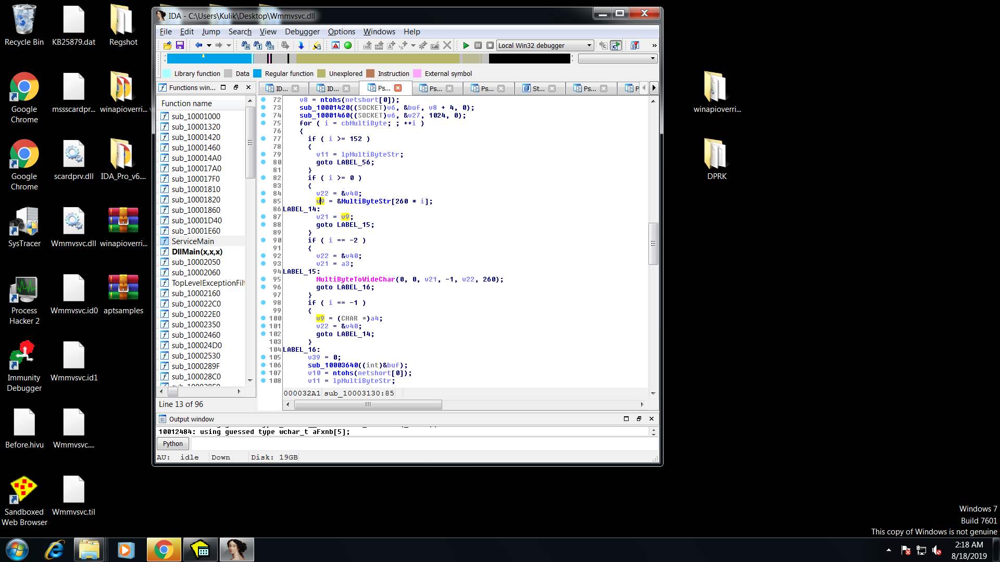 Recycle Bin
KB25879.dat
Regshot
Google
Chrome
mssscardpr...
winapioverri...
Google
Chrome
scardprv.dll
IDA_Pro_v6....
SysTracer
Wmmvsvc.dll
winapioverri...
Process
Hacker 2
Wmmvsvc.id0
aptsamples
Immunity
Debugger
Wmmvsvc.id1
Before.hivu
Wmmvsvc....
Sandboxed
Web Browser
Wmmvsvc.til
IDA - C:\Users\Kulik\Desktop\Wmmvsvc.dll
File Edit Jump Search View Debugger Options Windows Help
Local Win32 debugger
Library function Data Regular function Unexplored Instruction External symbol
Functions win...
ID... ID... Ps... Ps... Ps... St... Ps...
Function name
sub_10001000
sub_10001320
sub_10001420
sub_10001460
sub_100014A0
sub_100017A0
sub_100017F0
sub_10001810
sub_10001820
sub_10001860
sub_10001D40
sub_10001E60
ServiceMain
DllMain(x,x,x)
sub_10002050
sub_10002060
TopLevelExceptionFilt
sub_10002160
sub_100022C0
sub_100022E0
sub_10002350
sub_10002460
sub_100024D0
sub_10002530
sub_1000289F
sub_100028C0
Line 13 of 96
72 v8 = ntohs(netshort[0]);
73 sub_10001420((SOCKET)v6, &buf, v8 + 4, 0);
74 sub_10001460((SOCKET)v6, &v27, 1024, 0);
75 for ( i = cbMultiByte; ; ++i )
76 {
77 if ( i >= 152 )
78 {
79 v11 = lpMultiByteStr;
80 goto LABEL_56;
81 }
82 if ( i >= 0 )
83 {
84 v22 = &v40;
85 v9 = &MultiByteStr[260 * i];
86 LABEL_14:
87 v21 = v9;
88 goto LABEL_15;
89 }
90 if ( i == -2 )
91 {
92 v22 = &v40;
93 v21 = a3;
94 LABEL_15:
95 MultiByteToWideChar(0, 0, v21, -1, v22, 260);
96 goto LABEL_16;
97 }
98 if ( i == -1 )
99 {
100 v9 = (CHAR *)a4;
101 v22 = &v40;
102 goto LABEL_14;
103 }
104 LABEL_16:
105 v39 = 0;
106 sub_10003640((int)&buf);
107 v10 = ntohs(netshort[0]);
108 v11 = lpMultiByteStr;
000032A1 sub_10003130:85
Output window
10012484: using guessed type wchar_t aFxnb[5];
Python
AU: idle Down Disk: 19GB
winapioverri...
DPRK
Windows 7
Build 7601
This copy of Windows is not genuine
2:18 AM
8/18/2019